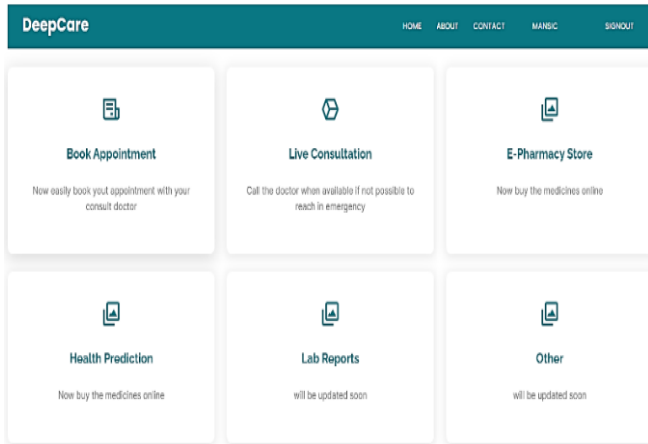 DeepCare
HOME ABOUT CONTACT MANSIC SIGNOUT
Book Appointment
Now easily book yout appointment with your
consult doctor
Live Consultation
Call the doctor when available if not possible to
reach in emergency
E-Pharmacy Store
Now buy the medicines online
Health Prediction
Now buy the medicines online
Lab Reports
will be updated soon
Other
will be updated soon